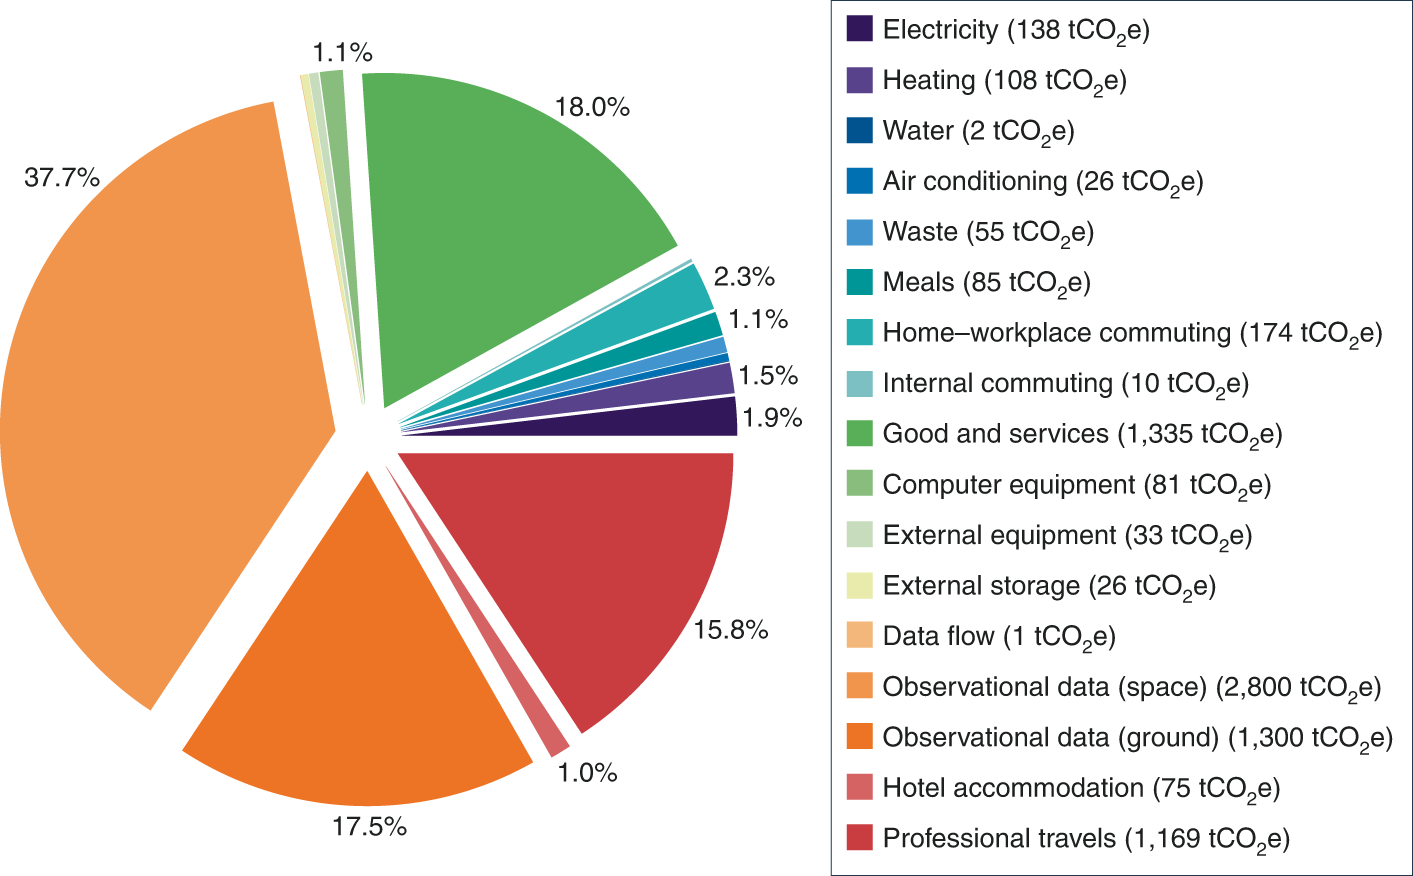 1.1%
18.0%
37.7%
2.3%
1.1%
1.5%
1.9%
15.8%
1.0%
17.5%
Electricity (138 tCO₂e)
Heating (108 tCO₂e)
Water (2 tCO₂e)
Air conditioning (26 tCO₂e)
Waste (55 tCO₂e)
Meals (85 tCO₂e)
Home–workplace commuting (174 tCO₂e)
Internal commuting (10 tCO₂e)
Good and services (1,335 tCO₂e)
Computer equipment (81 tCO₂e)
External equipment (33 tCO₂e)
External storage (26 tCO₂e)
Data flow (1 tCO₂e)
Observational data (space) (2,800 tCO₂e)
Observational data (ground) (1,300 tCO₂e)
Hotel accommodation (75 tCO₂e)
Professional travels (1,169 tCO₂e)